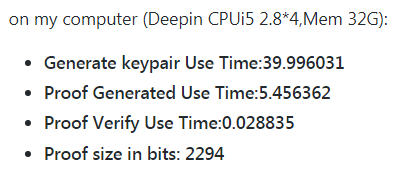 on my computer (Deepin CPUi5 2.8*4,Mem 32G):
• Generate keypair Use Time:39.996031
• Proof Generated Use Time:5.456362
• Proof Verify Use Time:0.028835
• Proof size in bits: 2294